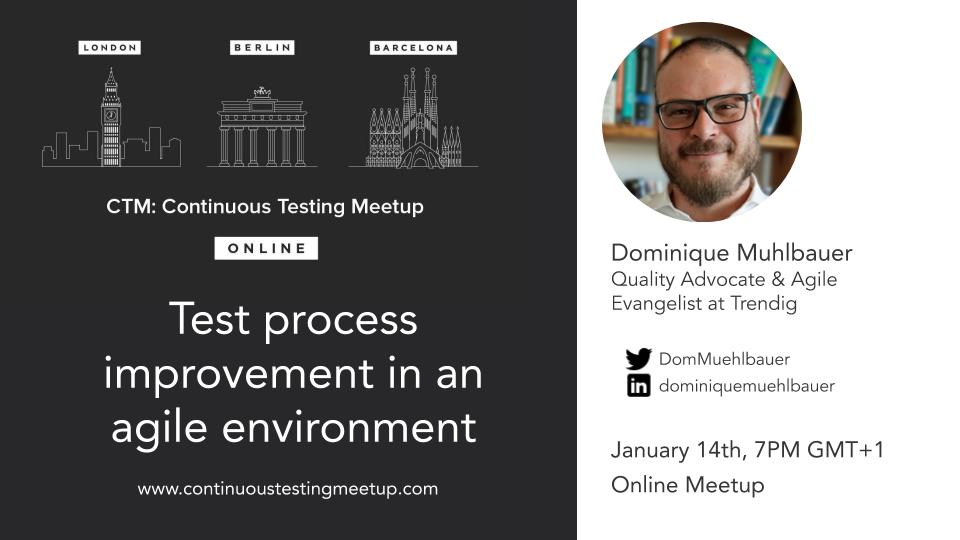 LONDON
BERLIN
BARCELONA
CTM: Continuous Testing Meetup
ONLINE
Test process
improvement in an
agile environment
www.continuoustestingmeetup.com
Dominique Muhlbauer
Quality Advocate & Agile
Evangelist at Trendig
DomMuehlbauer
in dominiquemuehlbauer
January 14th, 7PM GMT+1
Online Meetup